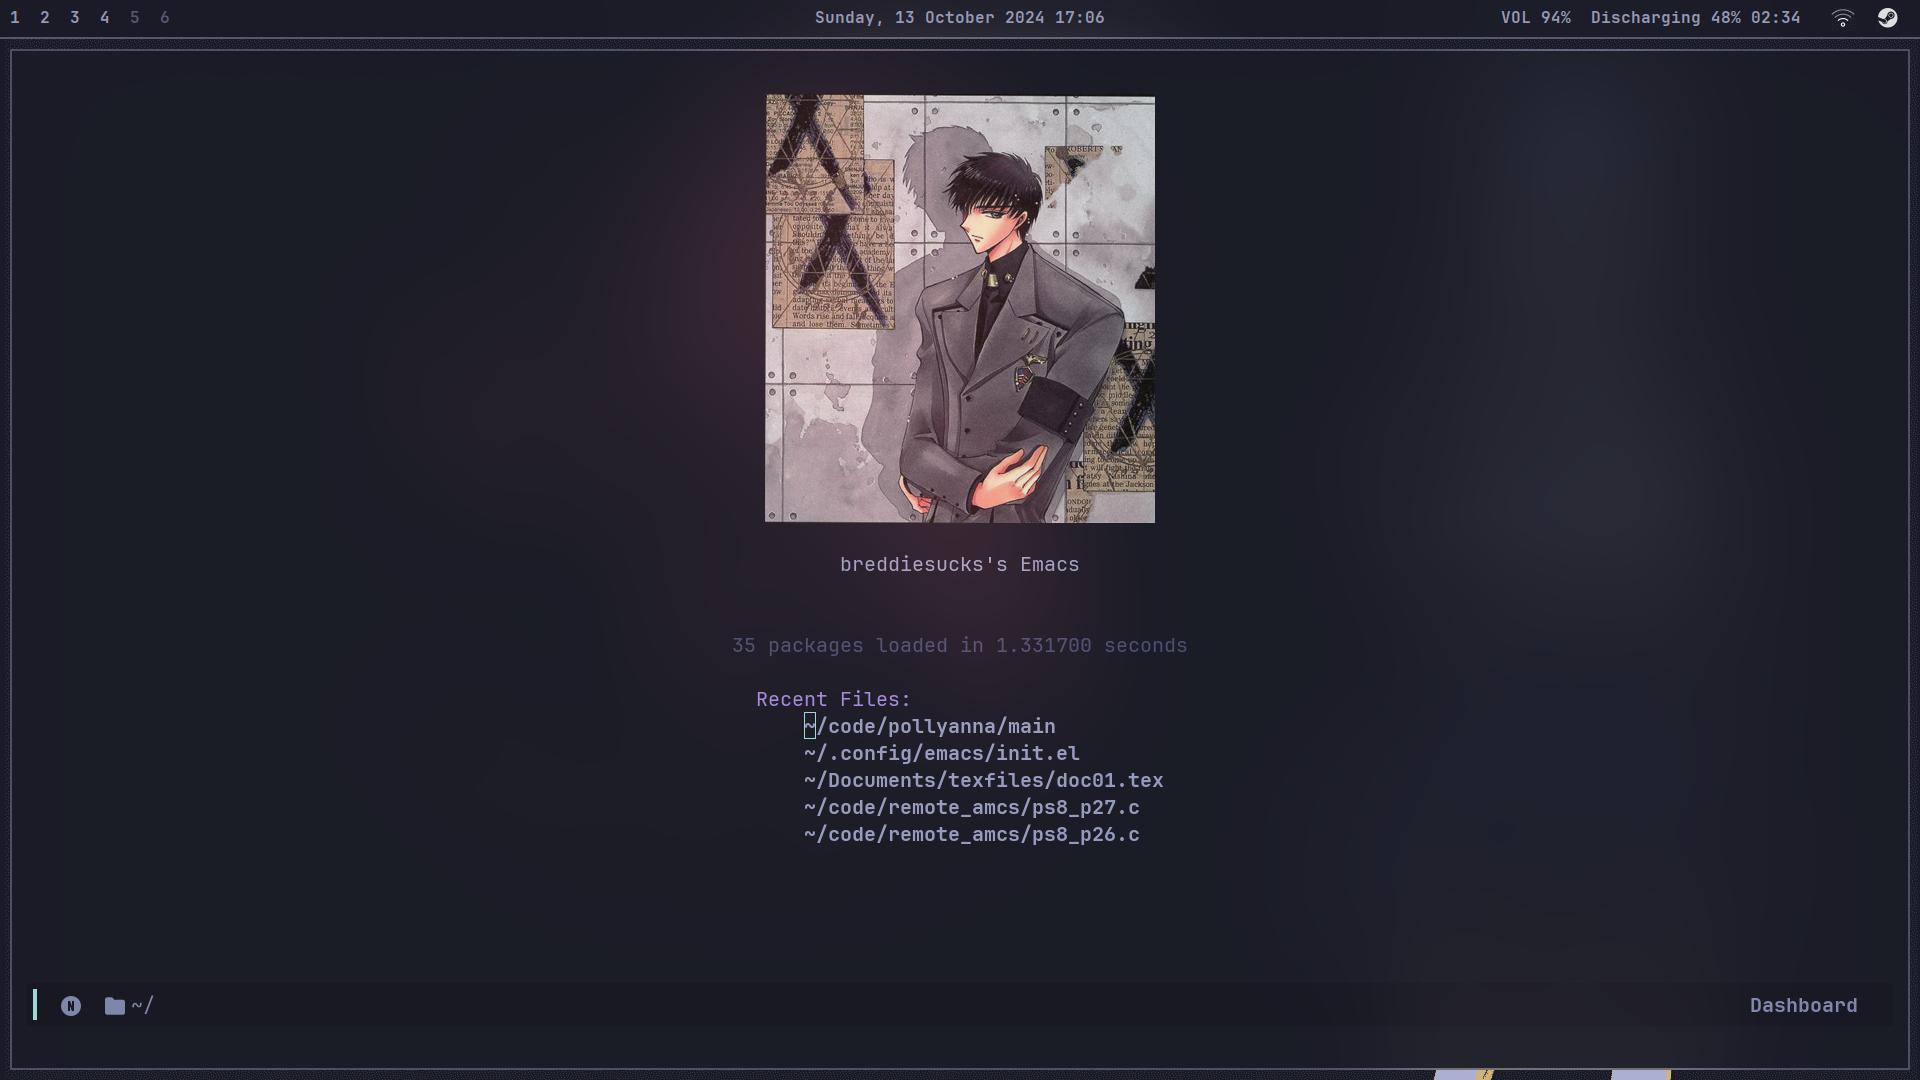 1 2 3 4 5 6
Sunday, 13 October 2024 17:06
VOL 94% Discharging 48% 02:34
breddiesucks's Emacs
35 packages loaded in 1.331700 seconds
Recent Files:
~/code/pollyanna/main
~/.config/emacs/init.el
~/Documents/texfiles/doc01.tex
~/code/remote_amcs/ps8_p27.c
~/code/remote_amcs/ps8_p26.c
N ~/
Dashboard